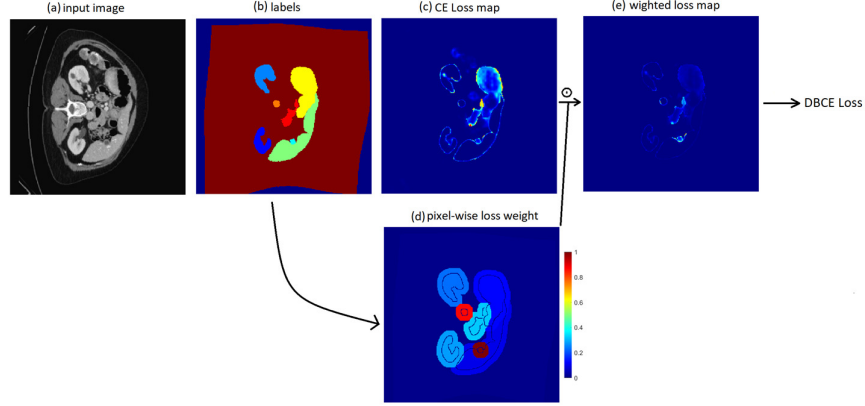 (a) input image
(b) labels
(c) CE Loss map
(e) wighted loss map
DBCE Loss
(d) pixel-wise loss weight
1
0.8
0.6
0.4
0.2
0